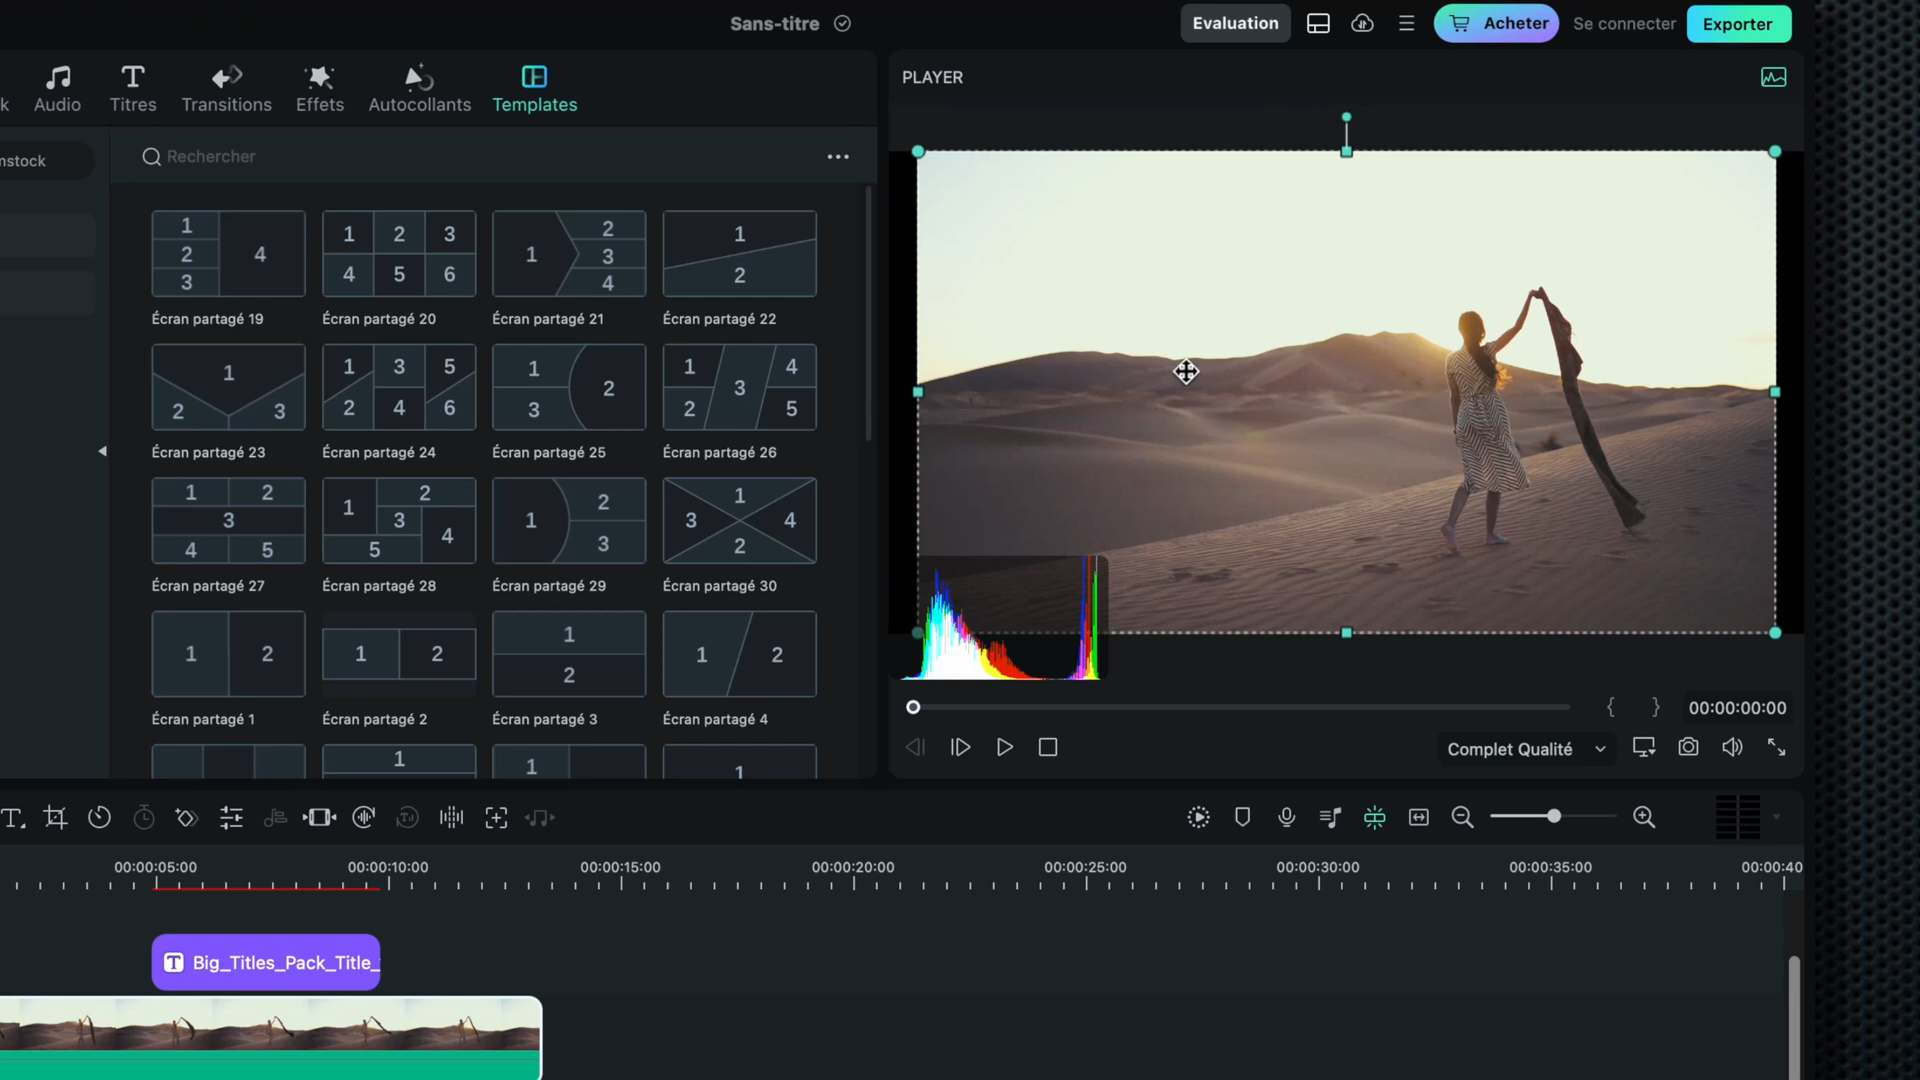 Sans-titre
Evaluation
Acheter
Se connecter
Exporter
k
Audio
Titres
Transitions
Effets
Autocollants
Templates
PLAYER
nstock
Rechercher
1 2 3 4
1 2 3 4 5 6
1 2 3 4
1 2
Écran partagé 19
Écran partagé 20
Écran partagé 21
Écran partagé 22
1 2 3
1 3 5 2 4 6
1 2 3
1 4 3 2 5
Écran partagé 23
Écran partagé 24
Écran partagé 25
Écran partagé 26
1 2 3 4 5
1 2 3 4 5
1 2 3
1 3 4 2
Écran partagé 27
Écran partagé 28
Écran partagé 29
Écran partagé 30
1 2
1 2
1 2
1 2
Écran partagé 1
Écran partagé 2
Écran partagé 3
Écran partagé 4
1
1
1
{ } 00:00:00:00
Complet Qualité
00:00:05:00
00:00:10:00
00:00:15:00
00:00:20:00
00:00:25:00
00:00:30:00
00:00:35:00
00:00:40
T Big_Titles_Pack_Title_